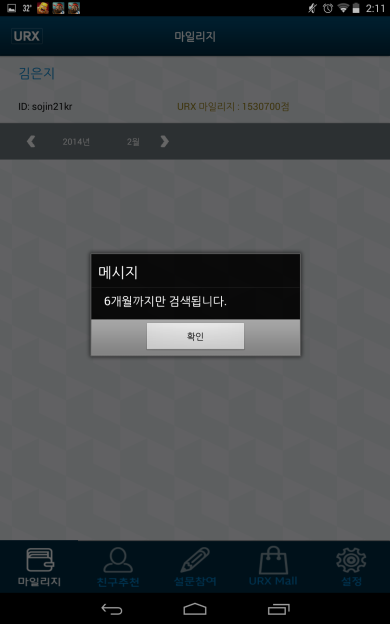 32° 2:11
URX 마일리지
김은지
ID: sojin21kr URX 마일리지 : 1530700점
2014년 2월
메시지
6개월까지만 검색됩니다.
확인
마일리지 친구추천 설문참여 URX Mall 설정